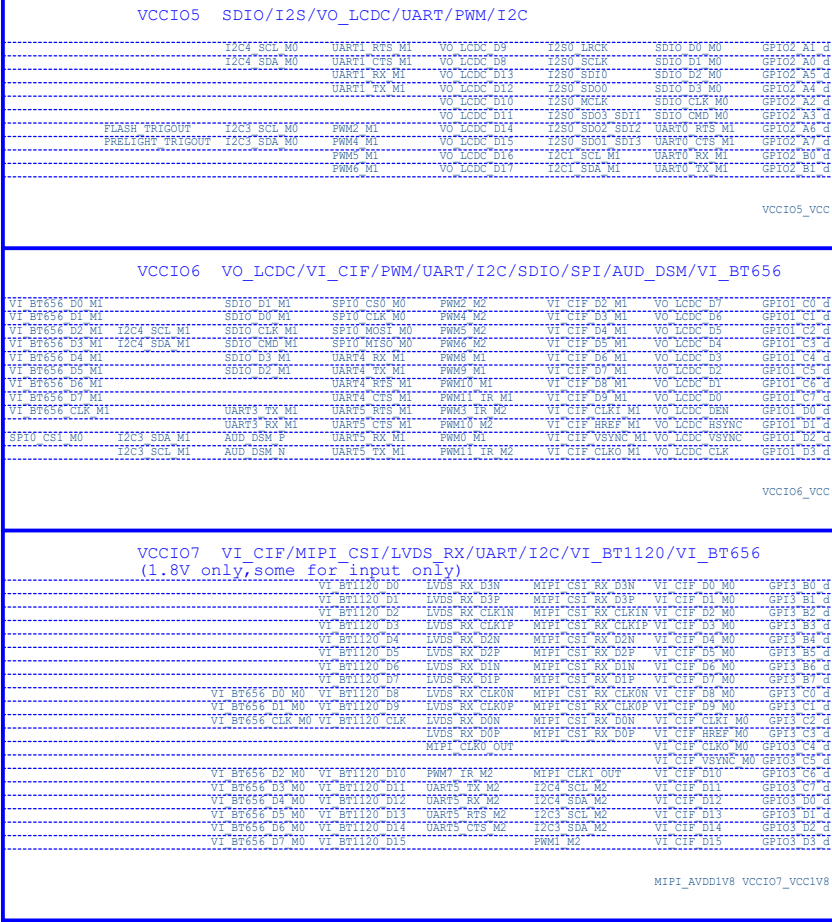 VCCIO5 SDIO/I2S/VO_LCDC/UART/PWM/I2C
I2C4_SCL_M0 UART1_RTS_M1 VO_LCDC_D9 I2S0_LRCK SDIO_D0_M0 GPIO2_A1_d
I2C4_SDA_M0 UART1_CTS_M1 VO_LCDC_D8 I2S0_SCLK SDIO_D1_M0 GPIO2_A0_d
UART1_RX_M1 VO_LCDC_D13 I2S0_SDI0 SDIO_D2_M0 GPIO2_A5_d
UART1_TX_M1 VO_LCDC_D12 I2S0_SDO0 SDIO_D3_M0 GPIO2_A4_d
VO_LCDC_D10 I2S0_MCLK SDIO_CLK_M0 GPIO2_A2_d
VO_LCDC_D11 I2S0_SDO3_SDI1 SDIO_CMD_M0 GPIO2_A3_d
FLASH_TRIGOUT I2C3_SCL_M0 PWM2_M1 VO_LCDC_D14 I2S0_SDO2_SDI2 UART0_RTS_M1 GPIO2_A6_d
PRELIGHT_TRIGOUT I2C3_SDA_M0 PWM4_M1 VO_LCDC_D15 I2S0_SDO1_SDI3 UART0_CTS_M1 GPIO2_A7_d
PWM5_M1 VO_LCDC_D16 I2C1_SCL_M1 UART0_RX_M1 GPIO2_B0_d
PWM6_M1 VO_LCDC_D17 I2C1_SDA_M1 UART0_TX_M1 GPIO2_B1_d
VCCIO5_VCC
VCCIO6 VO_LCDC/VI_CIF/PWM/UART/I2C/SDIO/SPI/AUD_DSM/VI_BT656
VI_BT656_D0_M1 SDIO_D1_M1 SPI0_CS0_M0 PWM2_M2 VI_CIF_D2_M1 VO_LCDC_D7 GPIO1_C0_d
VI_BT656_D1_M1 SDIO_D0_M1 SPI0_CLK_M0 PWM4_M2 VI_CIF_D3_M1 VO_LCDC_D6 GPIO1_C1_d
VI_BT656_D2_M1 I2C4_SCL_M1 SDIO_CLK_M1 SPI0_MOSI_M0 PWM5_M2 VI_CIF_D4_M1 VO_LCDC_D5 GPIO1_C2_d
VI_BT656_D3_M1 I2C4_SDA_M1 SDIO_CMD_M1 SPI0_MISO_M0 PWM6_M2 VI_CIF_D5_M1 VO_LCDC_D4 GPIO1_C3_d
VI_BT656_D4_M1 SDIO_D3_M1 UART4_RX_M1 PWM8_M1 VI_CIF_D6_M1 VO_LCDC_D3 GPIO1_C4_d
VI_BT656_D5_M1 SDIO_D2_M1 UART4_TX_M1 PWM9_M1 VI_CIF_D7_M1 VO_LCDC_D2 GPIO1_C5_d
VI_BT656_D6_M1 UART4_RTS_M1 PWM10_M1 VI_CIF_D8_M1 VO_LCDC_D1 GPIO1_C6_d
VI_BT656_D7_M1 UART4_CTS_M1 PWM11_IR_M1 VI_CIF_D9_M1 VO_LCDC_D0 GPIO1_C7_d
VI_BT656_CLK_M1 UART3_TX_M1 UART5_RTS_M1 PWM3_IR_M2 VI_CIF_CLKI_M1 VO_LCDC_DEN GPIO1_D0_d
UART3_RX_M1 UART5_CTS_M1 PWM10_M2 VI_CIF_HREF_M1 VO_LCDC_HSYNC GPIO1_D1_d
SPI0_CS1_M0 I2C3_SDA_M1 AUD_DSM_P UART5_RX_M1 PWM0_M1 VI_CIF_VSYNC_M1 VO_LCDC_VSYNC GPIO1_D2_d
I2C3_SCL_M1 AUD_DSM_N UART5_TX_M1 PWM11_IR_M2 VI_CIF_CLKO_M1 VO_LCDC_CLK GPIO1_D3_d
VCCIO6_VCC
VCCIO7 VI_CIF/MIPI_CSI/LVDS_RX/UART/I2C/VI_BT1120/VI_BT656
(1.8V only,some for input only)
VI_BT1120_D0 LVDS_RX_D3N MIPI_CSI_RX_D3N VI_CIF_D0_M0 GPI3_B0_d
VI_BT1120_D1 LVDS_RX_D3P MIPI_CSI_RX_D3P VI_CIF_D1_M0 GPI3_B1_d
VI_BT1120_D2 LVDS_RX_CLK1N MIPI_CSI_RX_CLK1N VI_CIF_D2_M0 GPI3_B2_d
VI_BT1120_D3 LVDS_RX_CLK1P MIPI_CSI_RX_CLK1P VI_CIF_D3_M0 GPI3_B3_d
VI_BT1120_D4 LVDS_RX_D2N MIPI_CSI_RX_D2N VI_CIF_D4_M0 GPI3_B4_d
VI_BT1120_D5 LVDS_RX_D2P MIPI_CSI_RX_D2P VI_CIF_D5_M0 GPI3_B5_d
VI_BT1120_D6 LVDS_RX_D1N MIPI_CSI_RX_D1N VI_CIF_D6_M0 GPI3_B6_d
VI_BT1120_D7 LVDS_RX_D1P MIPI_CSI_RX_D1P VI_CIF_D7_M0 GPI3_B7_d
VI_BT656_D0_M0 VI_BT1120_D8 LVDS_RX_CLK0N MIPI_CSI_RX_CLK0N VI_CIF_D8_M0 GPI3_C0_d
VI_BT656_D1_M0 VI_BT1120_D9 LVDS_RX_CLK0P MIPI_CSI_RX_CLK0P VI_CIF_D9_M0 GPI3_C1_d
VI_BT656_CLK_M0 VI_BT1120_CLK LVDS_RX_D0N MIPI_CSI_RX_D0N VI_CIF_CLKI_M0 GPI3_C2_d
LVDS_RX_D0P MIPI_CSI_RX_D0P VI_CIF_HREF_M0 GPI3_C3_d
MIPI_CLK0_OUT VI_CIF_CLKO_M0 GPIO3_C4_d
VI_CIF_VSYNC_M0 GPIO3_C5_d
VI_BT656_D2_M0 VI_BT1120_D10 PWM7_IR_M2 MIPI_CLK1_OUT VI_CIF_D10 GPIO3_C6_d
VI_BT656_D3_M0 VI_BT1120_D11 UART5_TX_M2 I2C4_SCL_M2 VI_CIF_D11 GPIO3_C7_d
VI_BT656_D4_M0 VI_BT1120_D12 UART5_RX_M2 I2C4_SDA_M2 VI_CIF_D12 GPIO3_D0_d
VI_BT656_D5_M0 VI_BT1120_D13 UART5_RTS_M2 I2C3_SCL_M2 VI_CIF_D13 GPIO3_D1_d
VI_BT656_D6_M0 VI_BT1120_D14 UART5_CTS_M2 I2C3_SDA_M2 VI_CIF_D14 GPIO3_D2_d
VI_BT656_D7_M0 VI_BT1120_D15 PWM1_M2 VI_CIF_D15 GPIO3_D3_d
MIPI_AVDD1V8 VCCIO7_VCC1V8